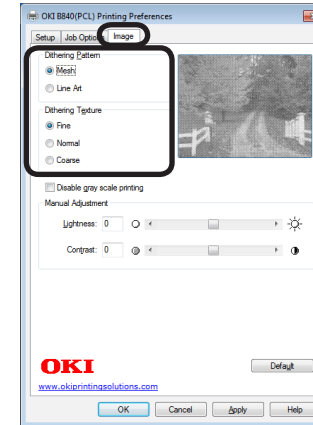 OKI B840(PCL) Printing Preferences
Setup Job Options Image
Dithering Pattern
Mesh
Line Art
Dithering Texture
Fine
Normal
Coarse
Disable gray scale printing
Manual Adjustment
Lightness: 0
Contrast: 0
OKI
Default
www.okiprintingsolutions.com
OK Cancel Apply Help